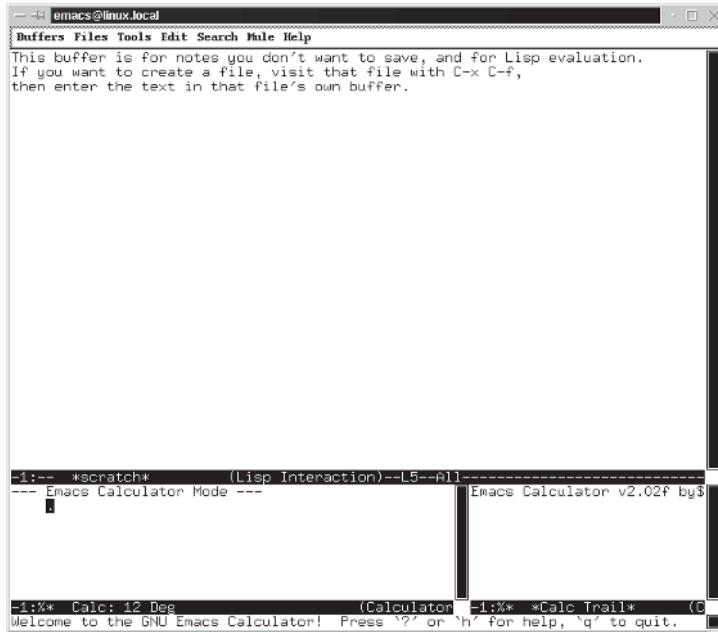 emacs@linux.local
Buffers Files Tools Edit Search Mule Help
This buffer is for notes you don't want to save, and for Lisp evaluation.
If you want to create a file, visit that file with C-x C-f,
then enter the text in that file's own buffer.
-1:-- *scratch* (Lisp Interaction)--L5--All---------------------------
--- Emacs Calculator Mode ---
.
Emacs Calculator v2.02f by$
-1:%* Calc: 12 Deg (Calculator
-1:%* *Calc Trail* (C
Welcome to the GNU Emacs Calculator! Press `?' or `h' for help, `q' to quit.